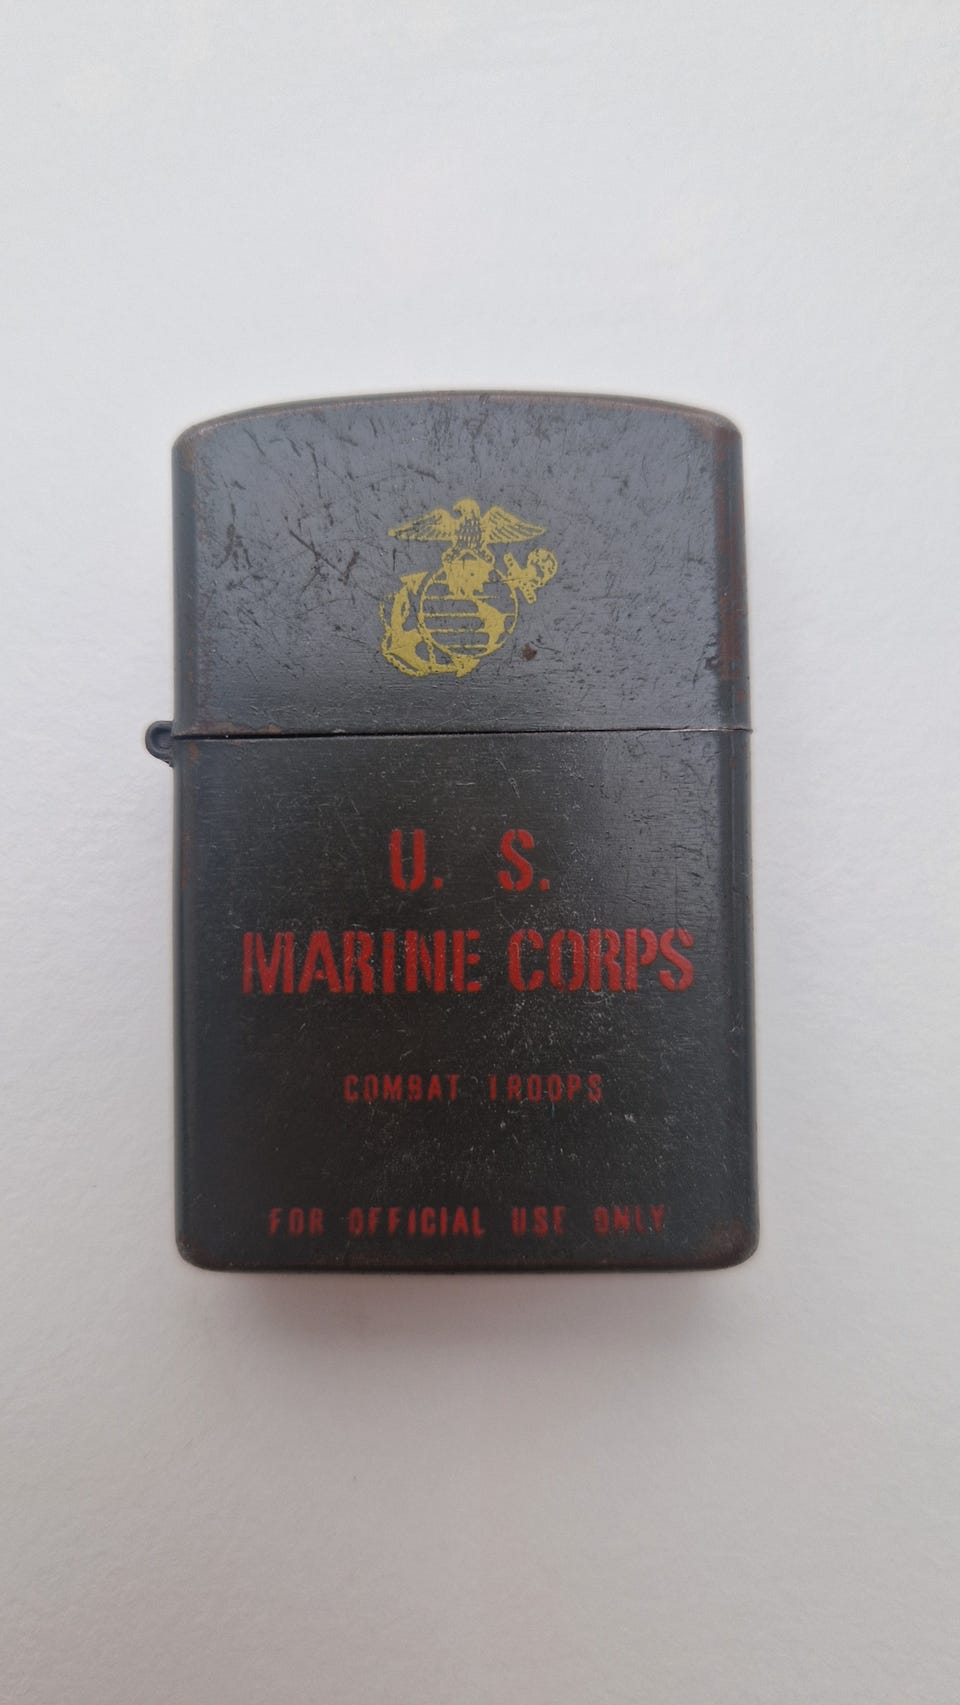 U. S.
MARINE CORPS
COMBAT TROOPS
FOR OFFICIAL USE ONLY